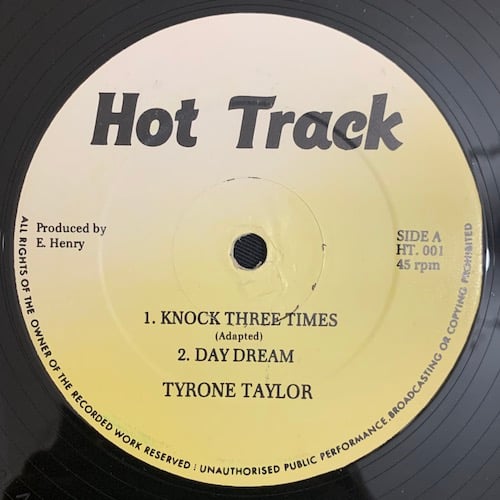 Hot Track
Produced by
E. Henry
SIDE A
HT. 001
45 rpm
1. KNOCK THREE TIMES
(Adapted)
2. DAY DREAM
TYRONE TAYLOR
ALL RIGHTS OF THE OWNER OF THE RECORDED WORK RESERVED : UNAUTHORISED PUBLIC PERFORMANCE. BROADCASTING OR COPYING PROHIBITED